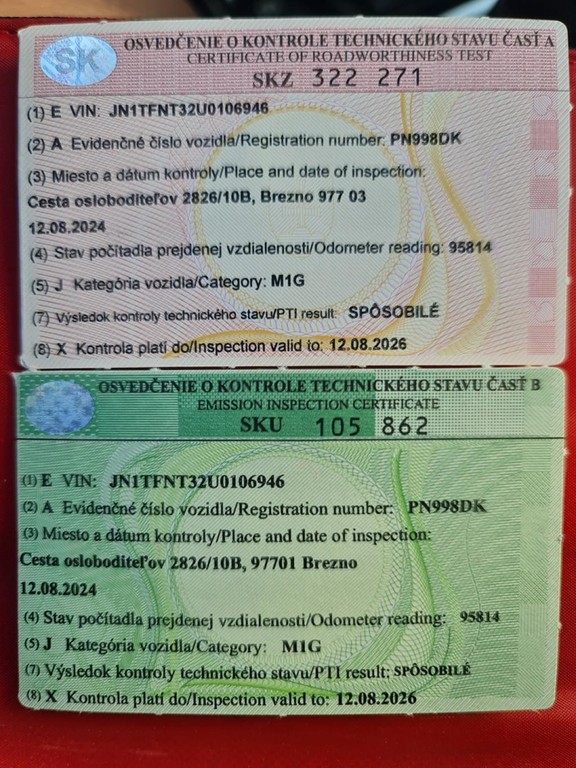 SK
OSVEDČENIE O KONTROLE TECHNICKÉHO STAVU ČASŤ A
CERTIFICATE OF ROADWORTHINESS TEST
SKZ 322 271
(1) E VIN: JN1TFNT32U0106946
(2) A Evidenčné číslo vozidla/Registration number: PN998DK
(3) Miesto a dátum kontroly/Place and date of inspection:
Cesta osloboditeľov 2826/10B, Brezno 977 03
12.08.2024
(4) Stav počítadla prejdenej vzdialenosti/Odometer reading: 95814
(5) J Kategória vozidla/Category: M1G
(7) Výsledok kontroly technického stavu/PTI result: SPÔSOBILÉ
(8) X Kontrola platí do/Inspection valid to: 12.08.2026
OSVEDČENIE O KONTROLE TECHNICKÉHO STAVU ČASŤ B
EMISSION INSPECTION CERTIFICATE
SKU 105 862
(1) E VIN: JN1TFNT32U0106946
(2) A Evidenčné číslo vozidla/Registration number: PN998DK
(3) Miesto a dátum kontroly/Place and date of inspection:
Cesta osloboditeľov 2826/10B, 97701 Brezno
12.08.2024
(4) Stav počítadla prejdenej vzdialenosti/Odometer reading: 95814
(5) J Kategória vozidla/Category: M1G
(7) Výsledok kontroly technického stavu/PTI result: SPÔSOBILÉ
(8) X Kontrola platí do/Inspection valid to: 12.08.2026